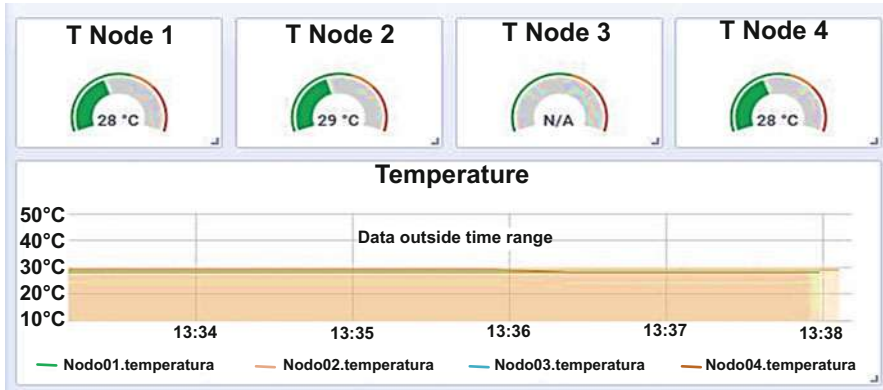 T Node 1
T Node 2
T Node 3
T Node 4
28 °C
29 °C
N/A
28 °C
Temperature
50°C
40°C
30°C
20°C
10°C
Data outside time range
13:34
13:35
13:36
13:37
13:38
Nodo01.temperatura
Nodo02.temperatura
Nodo03.temperatura
Nodo04.temperatura